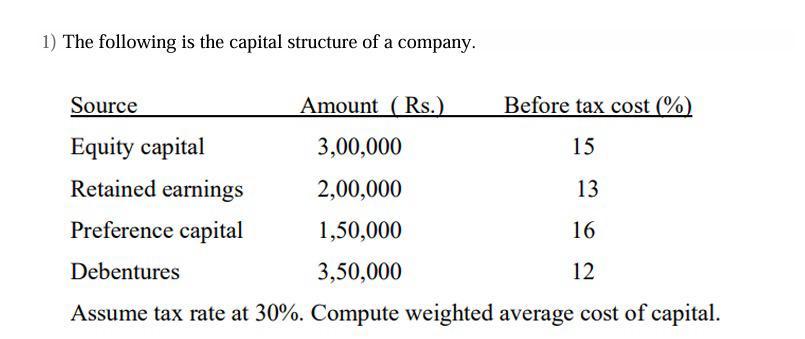 1) The following is the capital structure of a company.
Source Amount ( Rs.) Before tax cost (%)
Equity capital 3,00,000 15
Retained earnings 2,00,000 13
Preference capital 1,50,000 16
Debentures 3,50,000 12
Assume tax rate at 30%. Compute weighted average cost of capital.